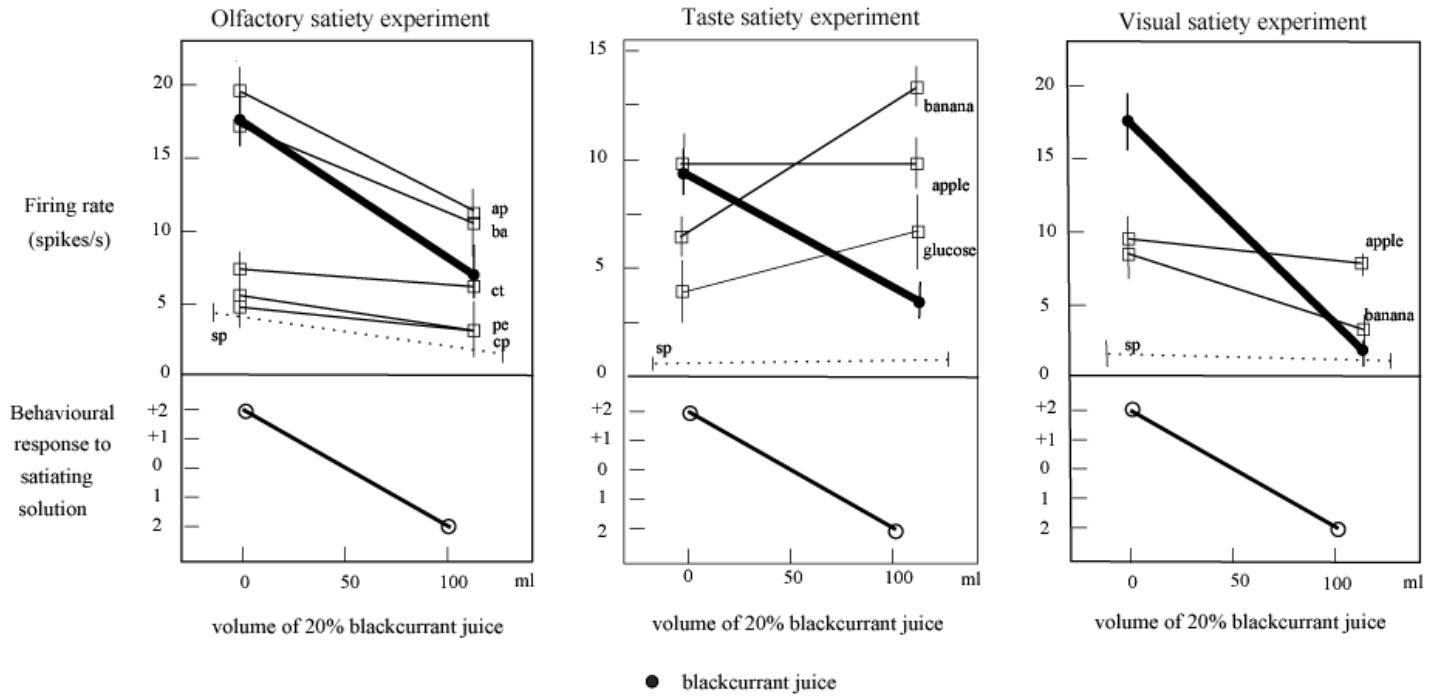 Olfactory satiety experiment
Taste satiety experiment
Visual satiety experiment
Firing rate
(spikes/s)
20
15
10
5
0
ap
ba
ct
pe
cp
sp
15
10
5
0
banana
apple
glucose
sp
20
15
10
5
0
apple
banana
sp
Behavioural
response to
satiating
solution
+2
+1
0
1
2
0 50 100 ml
volume of 20% blackcurrant juice
+2
+1
0
1
2
0 50 100 ml
volume of 20% blackcurrant juice
+2
+1
0
1
2
0 50 100 ml
volume of 20% blackcurrant juice
blackcurrant juice